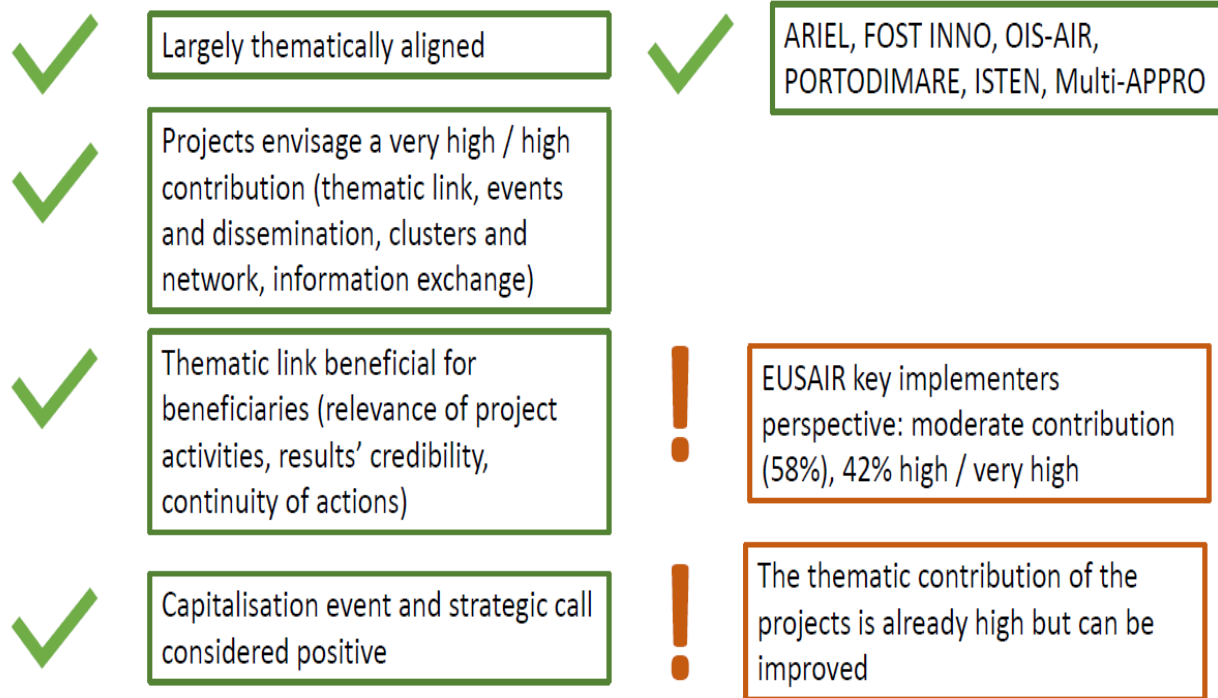 Largely thematically aligned
Projects envisage a very high / high
contribution (thematic link, events
and dissemination, clusters and
network, information exchange)
Thematic link beneficial for
beneficiaries (relevance of project
activities, results’ credibility,
continuity of actions)
Capitalisation event and strategic call
considered positive
ARIEL, FOST INNO, OIS-AIR,
PORTODIMARE, ISTEN, Multi-APPRO
EUSAIR key implementers
perspective: moderate contribution
(58%), 42% high / very high
The thematic contribution of the
projects is already high but can be
improved